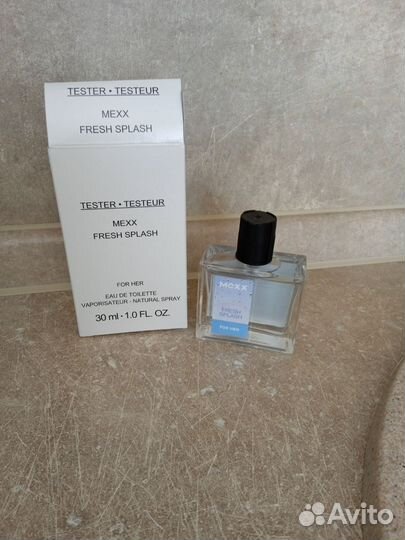 TESTER • TESTEUR
MEXX
FRESH SPLASH
TESTER • TESTEUR
MEXX
FRESH SPLASH
FOR HER
EAU DE TOILETTE
VAPORISATEUR - NATURAL SPRAY
30 ml - 1.0 FL. OZ.
MEXX
FRESH
SPLASH
FOR HER
Avito